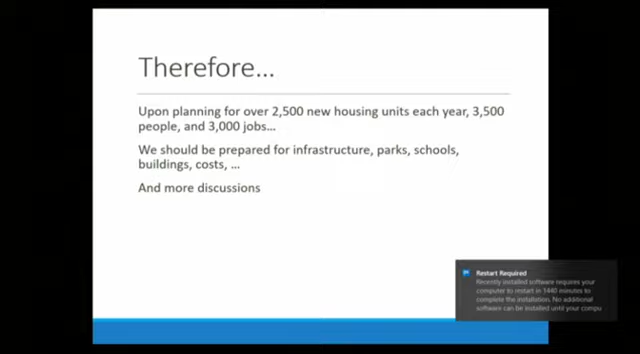 Therefore...
Upon planning for over 2,500 new housing units each year, 3,500
people, and 3,000 jobs...
We should be prepared for infrastructure, parks, schools,
buildings, costs, ...
And more discussions
Restart Required
Recently installed software requires your
computer to restart in 1440 minutes to
complete the installation. No additional
software can be installed until your compu